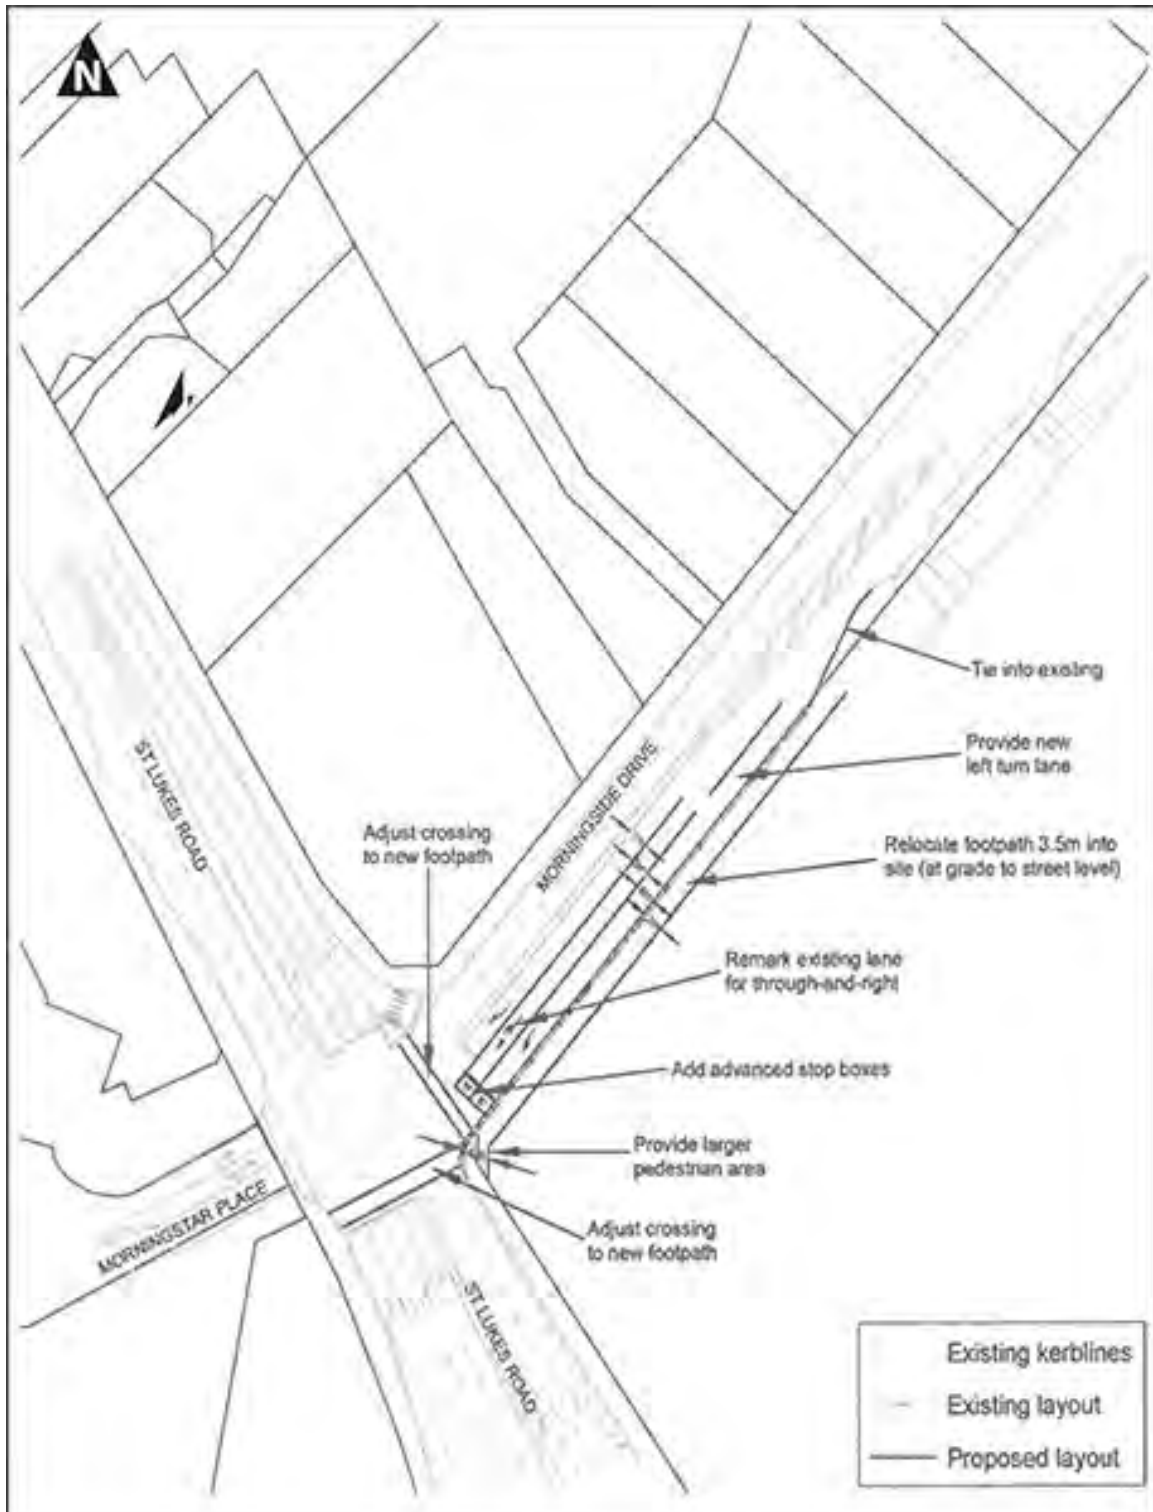 N
Tie into existing
Provide new
left turn lane
ST LUKES ROAD
MORNINGSIDE DRIVE
Adjust crossing
to new footpath
Relocate footpath 3.5m into
site (at grade to street level)
Remark existing lane
for through-and-right
Add advanced stop boxes
Provide larger
pedestrian area
MORNINGSTAR PLACE
Adjust crossing
to new footpath
ST LUKES ROAD
Existing kerblines
Existing layout
Proposed layout